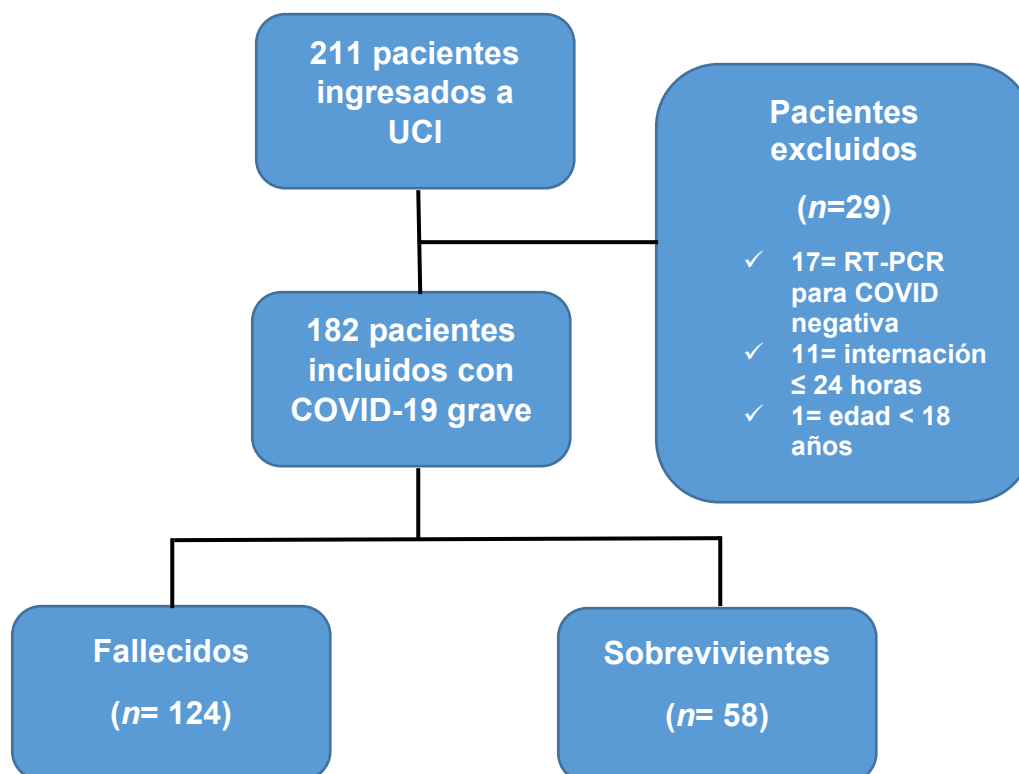 211 pacientes
ingresados a
UCI
Pacientes
excluidos
(n=29)
✓ 17= RT-PCR
para COVID
negativa
✓ 11= internación
≤ 24 horas
✓ 1= edad < 18
años
182 pacientes
incluidos con
COVID-19 grave
Fallecidos
(n= 124)
Sobrevivientes
(n= 58)